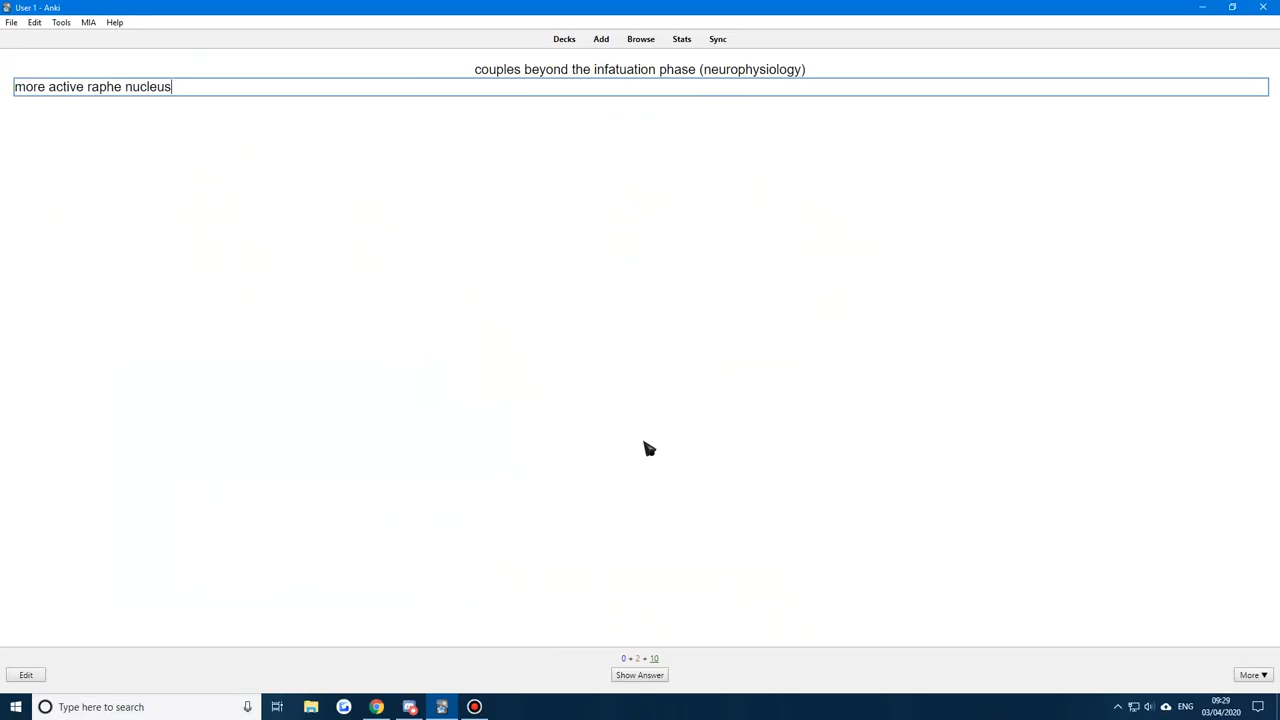 User 1 - Anki
File Edit Tools MIA Help
Decks Add Browse Stats Sync
couples beyond the infatuation phase (neurophysiology)
more active raphe nucleus
0 + 2 + 10
Edit Show Answer More ▼
Type here to search
ENG
09:29
03/04/2020